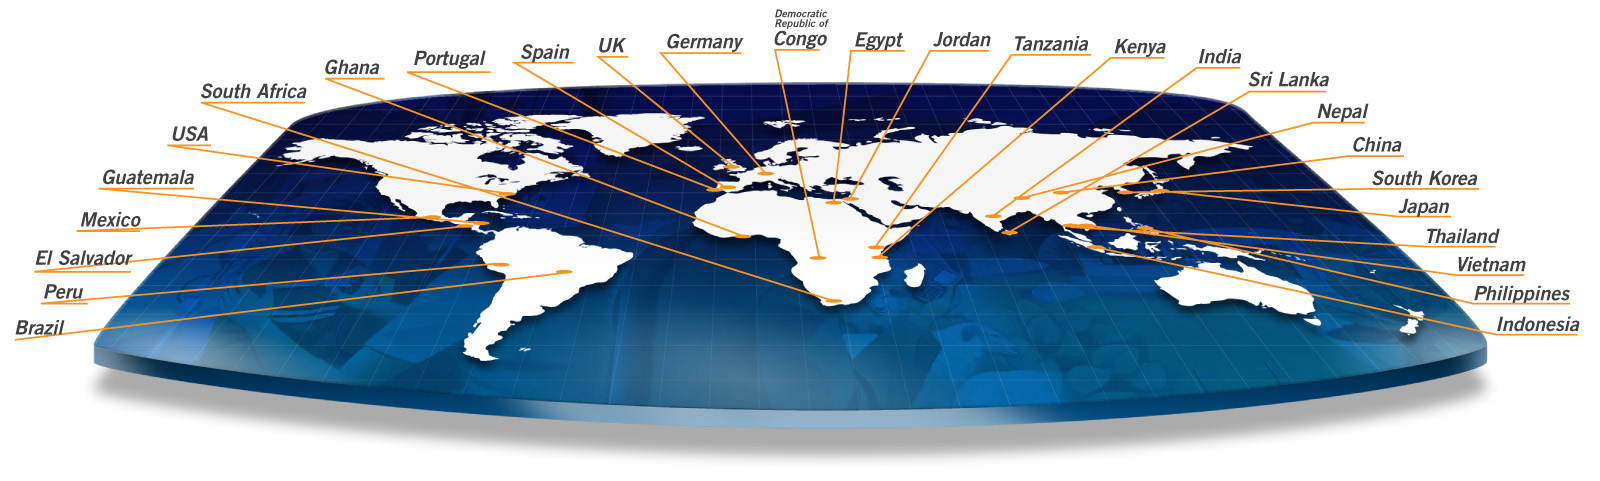 Democratic
Republic of
Congo
Egypt
Jordan
Tanzania
Kenya
India
Sri Lanka
Nepal
China
South Korea
Japan
Thailand
Vietnam
Philippines
Indonesia
Germany
UK
Spain
Portugal
Ghana
South Africa
USA
Guatemala
Mexico
El Salvador
Peru
Brazil